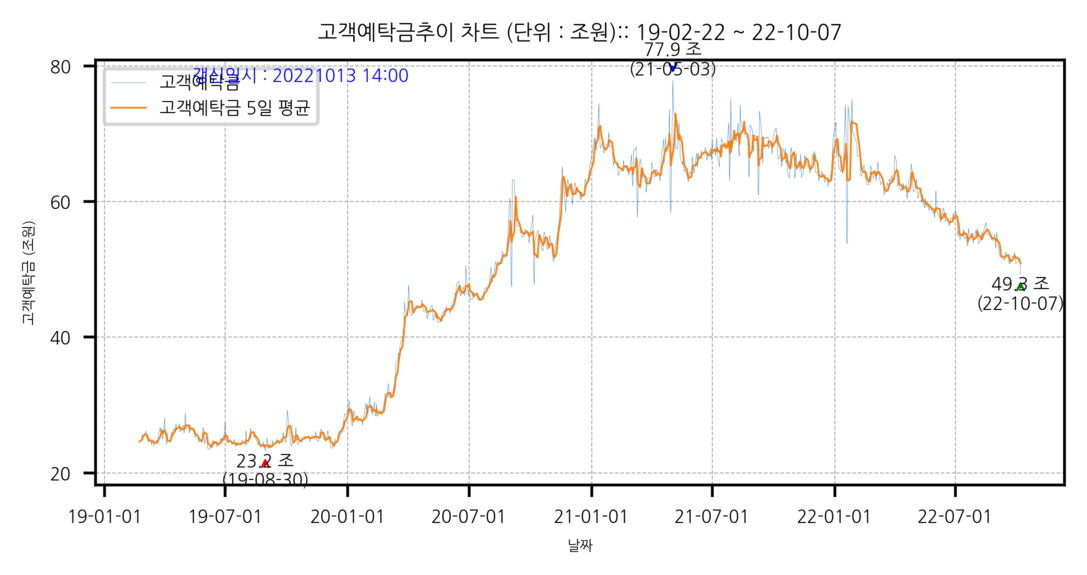 고객예탁금추이 차트 (단위 : 조원):: 19-02-22 ~ 22-10-07
77.9 조
(21-05-03)
갱신일시 : 20221013 14:00
고객예탁금
고객예탁금 5일 평균
80
60
40
20
고객예탁금 (조원)
49.3 조
(22-10-07)
23.2 조
(19-08-30)
19-01-01
19-07-01
20-01-01
20-07-01
21-01-01
21-07-01
22-01-01
22-07-01
날짜